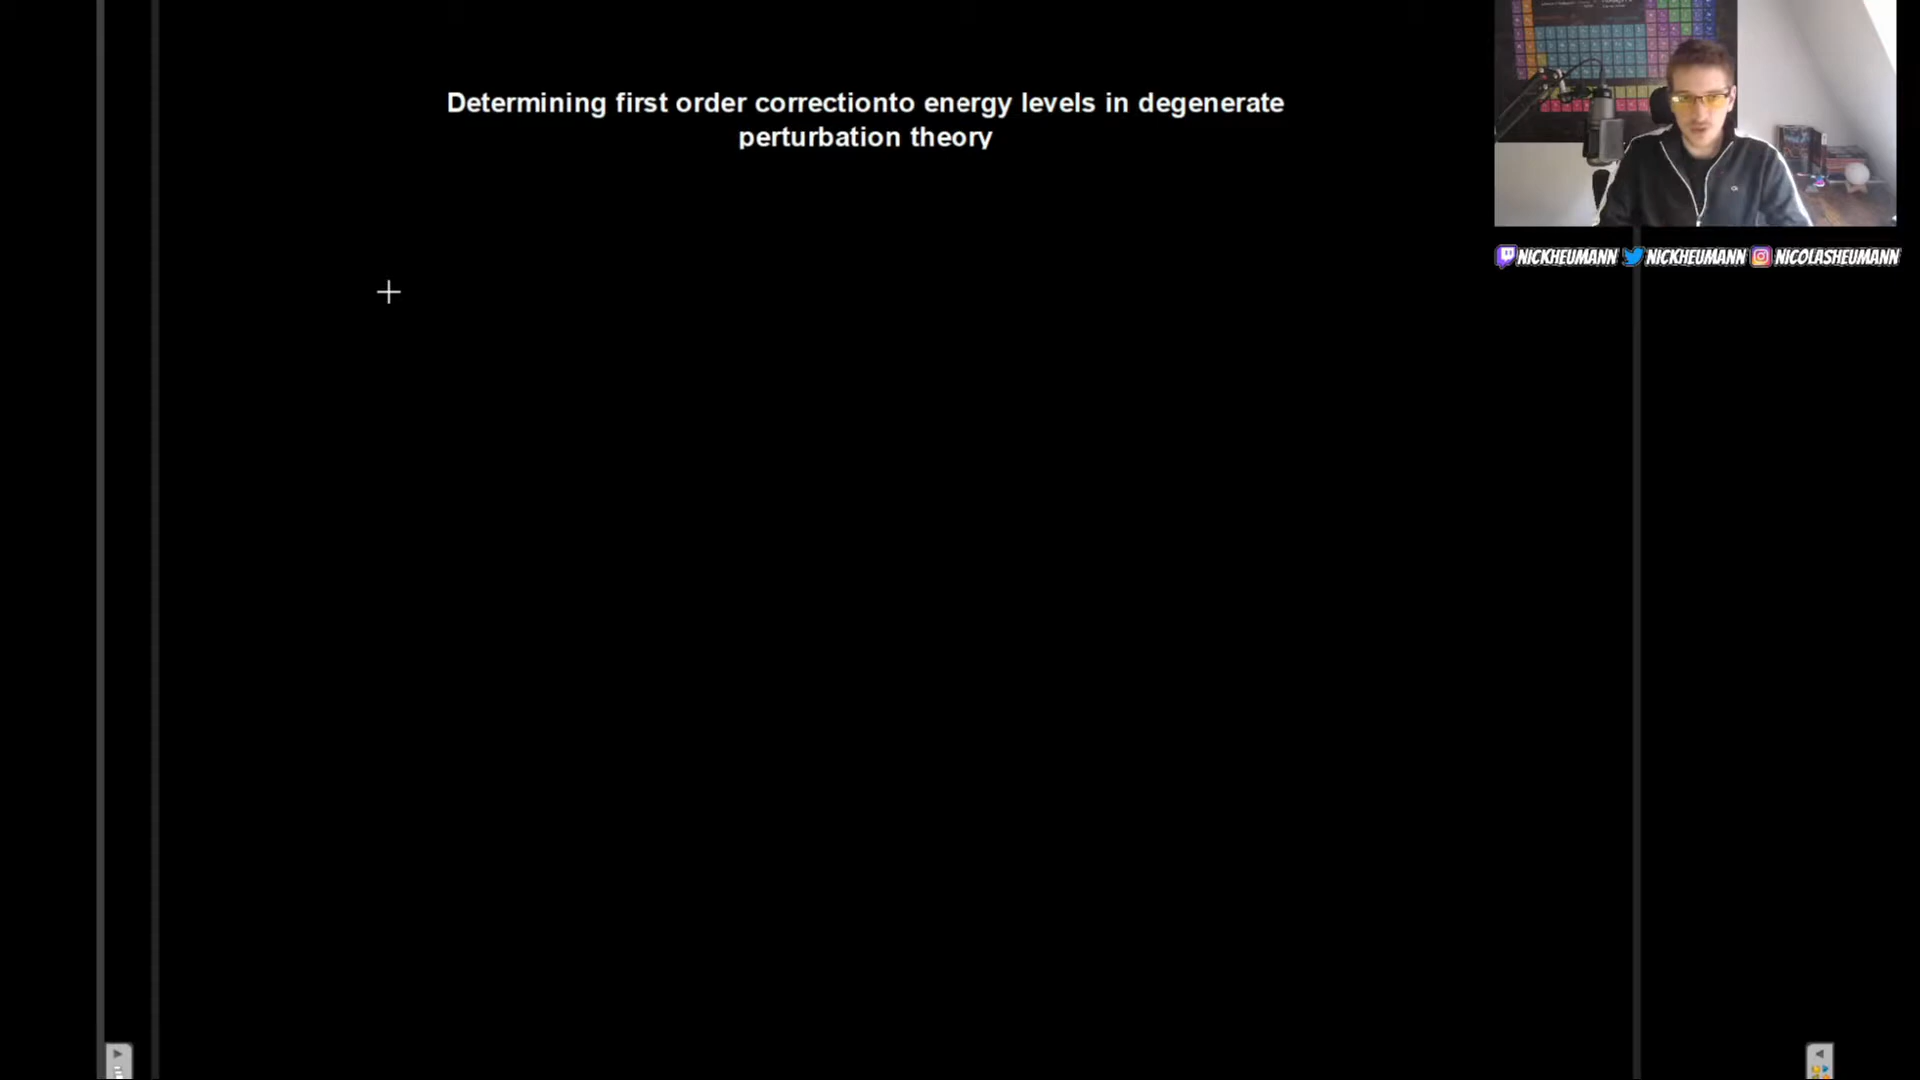 Determining first order correctionto energy levels in degenerate
perturbation theory
NICKHEUMANN NICKHEUMANN NICOLASHEUMANN